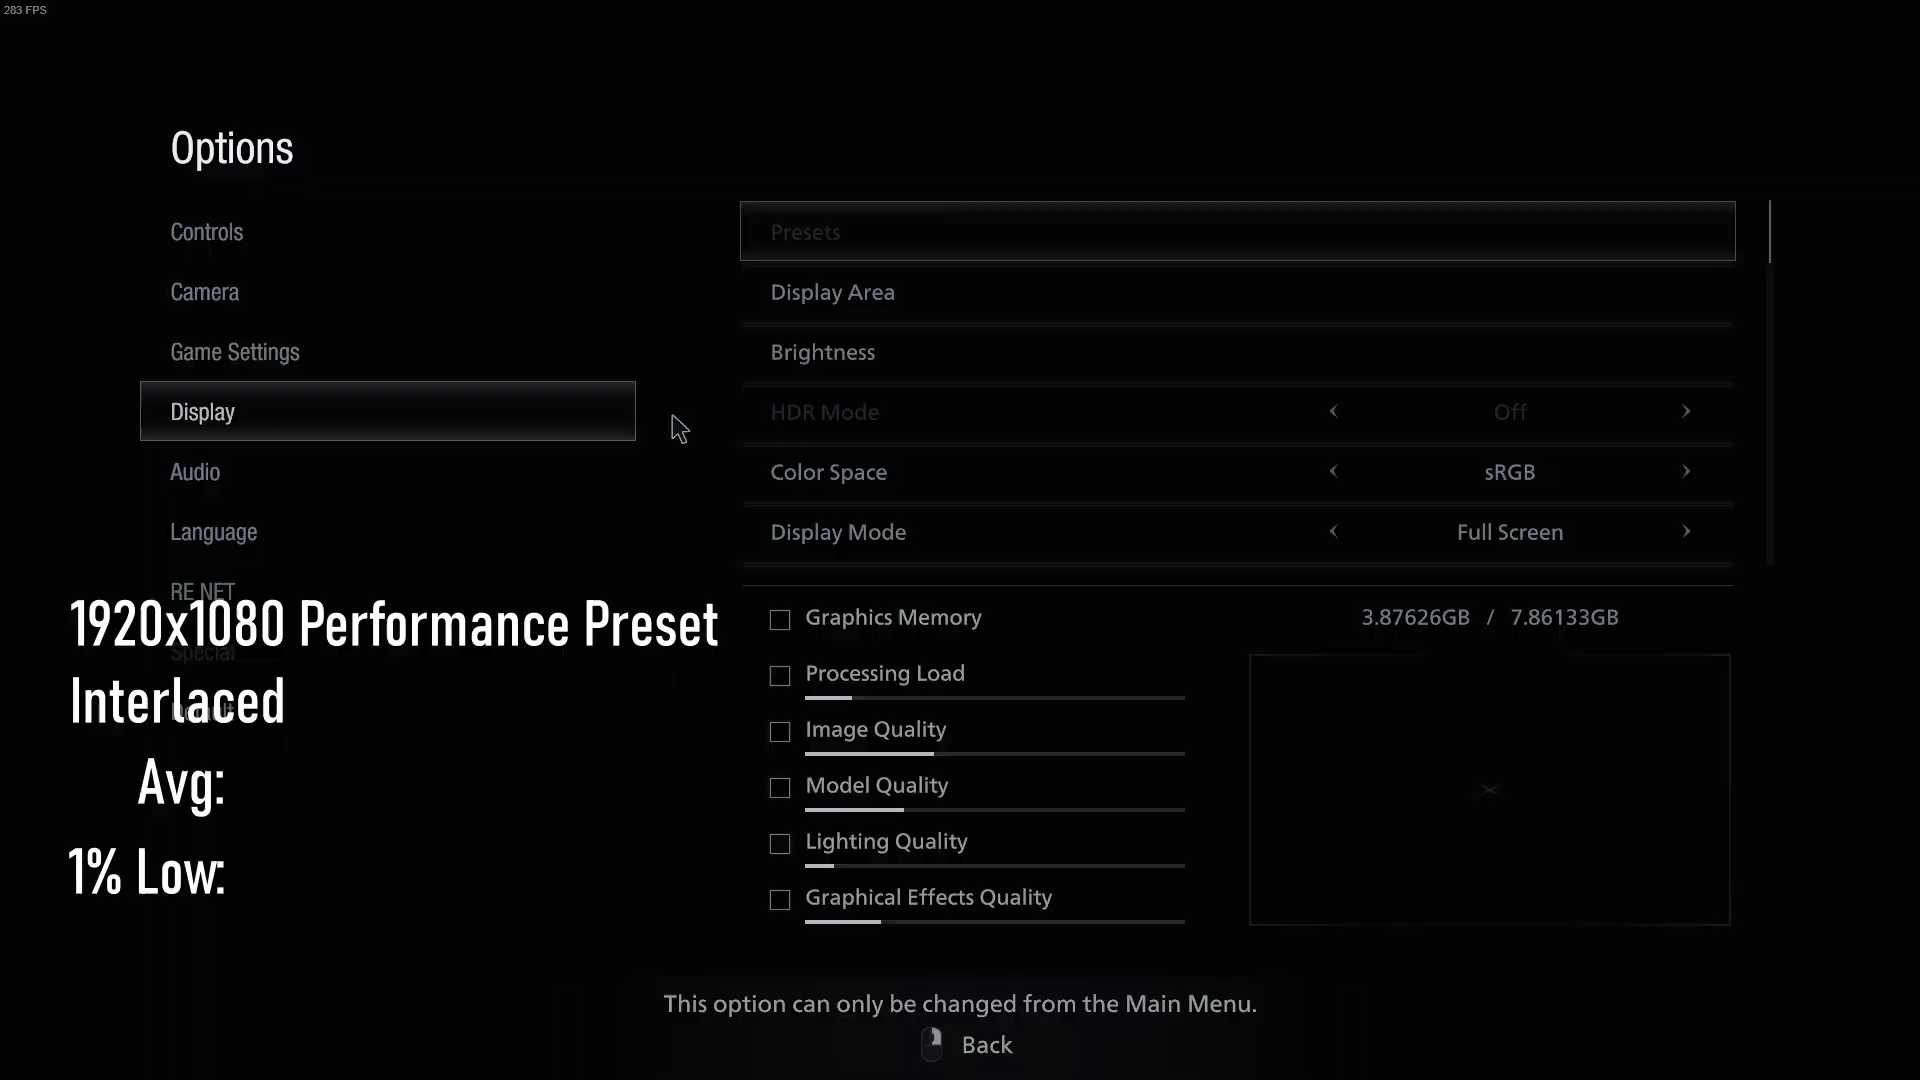 283 FPS
Options
Controls
Camera
Game Settings
Display
Audio
Language
RE NET
Special
Default
Presets
Display Area
Brightness
HDR Mode Off
Color Space sRGB
Display Mode Full Screen
Graphics Memory 3.87626GB / 7.86133GB
Processing Load
Image Quality
Model Quality
Lighting Quality
Graphical Effects Quality
1920x1080 Performance Preset
Interlaced
Avg:
1% Low:
This option can only be changed from the Main Menu.
Back